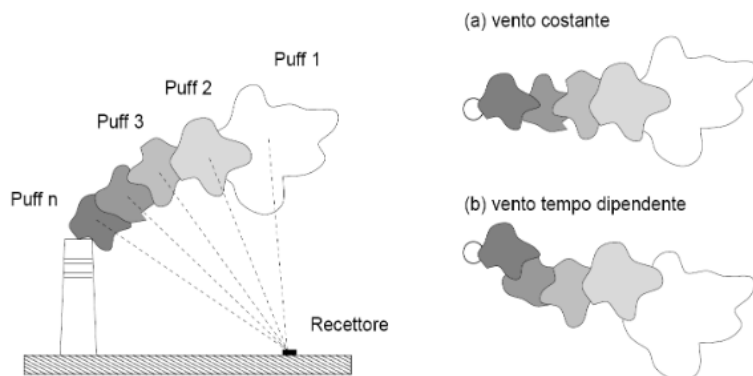 Puff 1
Puff 2
Puff 3
Puff n
Recettore
(a) vento costante
(b) vento tempo dipendente